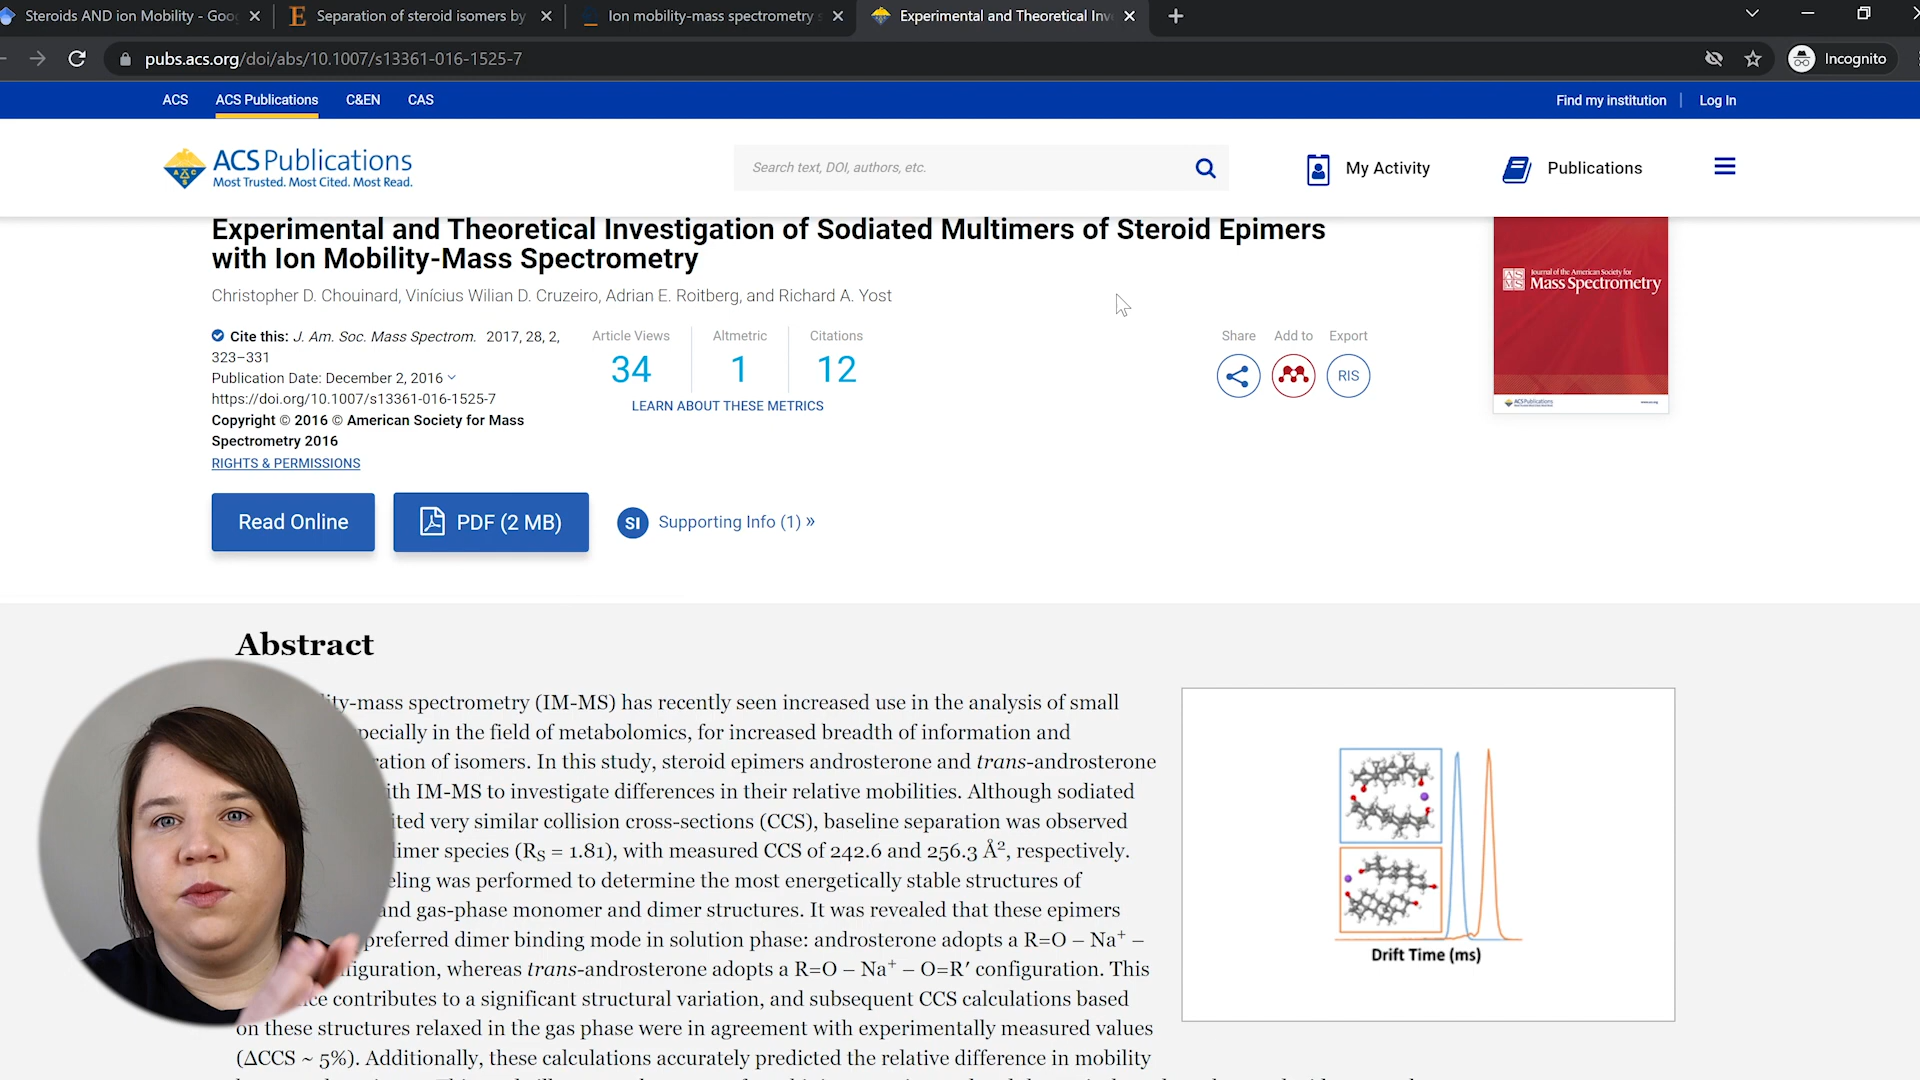 Steroids AND ion Mobility - Goo
Separation of steroid isomers by
Ion mobility-mass spectrometry s
Experimental and Theoretical Inv
pubs.acs.org/doi/abs/10.1007/s13361-016-1525-7
Incognito
ACS
ACS Publications
C&EN
CAS
Find my institution
Log In
ACS Publications
Most Trusted. Most Cited. Most Read.
Search text, DOI, authors, etc.
My Activity
Publications
Experimental and Theoretical Investigation of Sodiated Multimers of Steroid Epimers
with Ion Mobility-Mass Spectrometry
Christopher D. Chouinard, Vinícius Wilian D. Cruzeiro, Adrian E. Roitberg, and Richard A. Yost
Cite this: J. Am. Soc. Mass Spectrom. 2017, 28, 2,
323–331
Publication Date: December 2, 2016
https://doi.org/10.1007/s13361-016-1525-7
Copyright © 2016 © American Society for Mass
Spectrometry 2016
RIGHTS & PERMISSIONS
Article Views
34
Altmetric
1
Citations
12
LEARN ABOUT THESE METRICS
Share
Add to
Export
RIS
Journal of the American Society for
Mass Spectrometry
ACS Publications
Read Online
PDF (2 MB)
SI Supporting Info (1) »
Abstract
ity-mass spectrometry (IM-MS) has recently seen increased use in the analysis of small
pecially in the field of metabolomics, for increased breadth of information and
ration of isomers. In this study, steroid epimers androsterone and trans-androsterone
ith IM-MS to investigate differences in their relative mobilities. Although sodiated
ited very similar collision cross-sections (CCS), baseline separation was observed
imer species (RS = 1.81), with measured CCS of 242.6 and 256.3 Å², respectively.
eling was performed to determine the most energetically stable structures of
and gas-phase monomer and dimer structures. It was revealed that these epimers
preferred dimer binding mode in solution phase: androsterone adopts a R=O – Na⁺ –
figuration, whereas trans-androsterone adopts a R=O – Na⁺ – O=R′ configuration. This
ce contributes to a significant structural variation, and subsequent CCS calculations based
on these structures relaxed in the gas phase were in agreement with experimentally measured values
(ΔCCS ~ 5%). Additionally, these calculations accurately predicted the relative difference in mobility
Drift Time (ms)